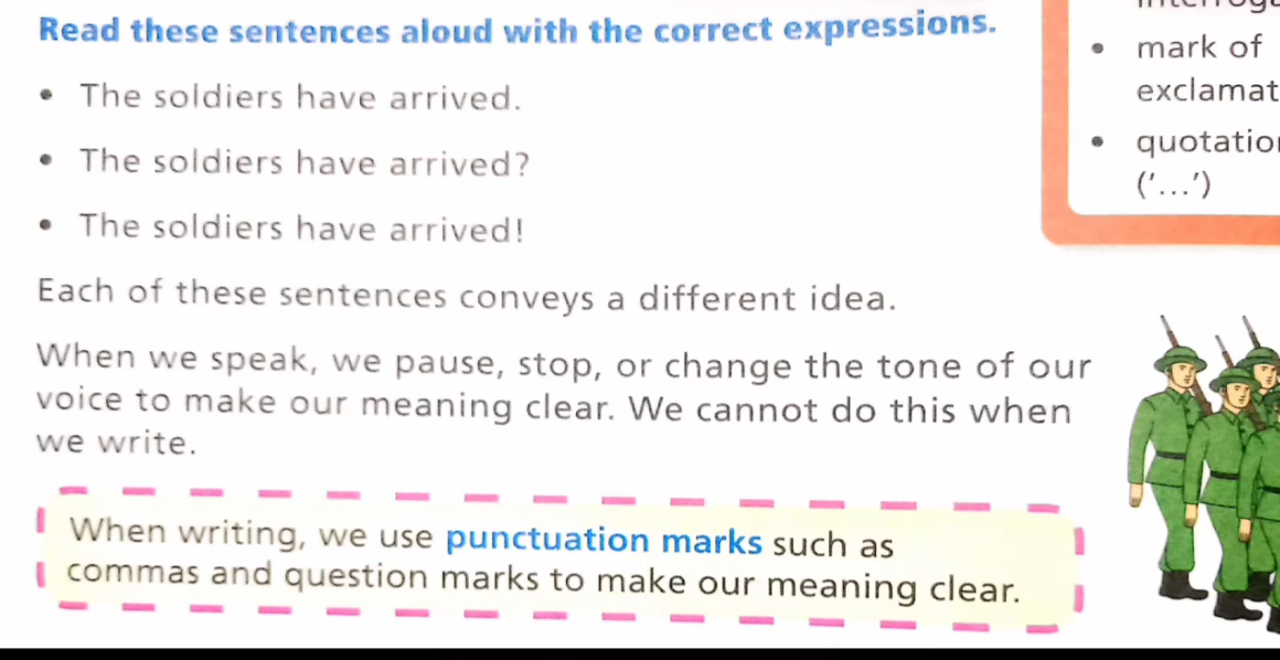 Read these sentences aloud with the correct expressions.
• The soldiers have arrived.
• The soldiers have arrived?
• The soldiers have arrived!
Each of these sentences conveys a different idea.
When we speak, we pause, stop, or change the tone of our
voice to make our meaning clear. We cannot do this when
we write.
When writing, we use punctuation marks such as
commas and question marks to make our meaning clear.
• mark of
exclamat
• quotation
('...')